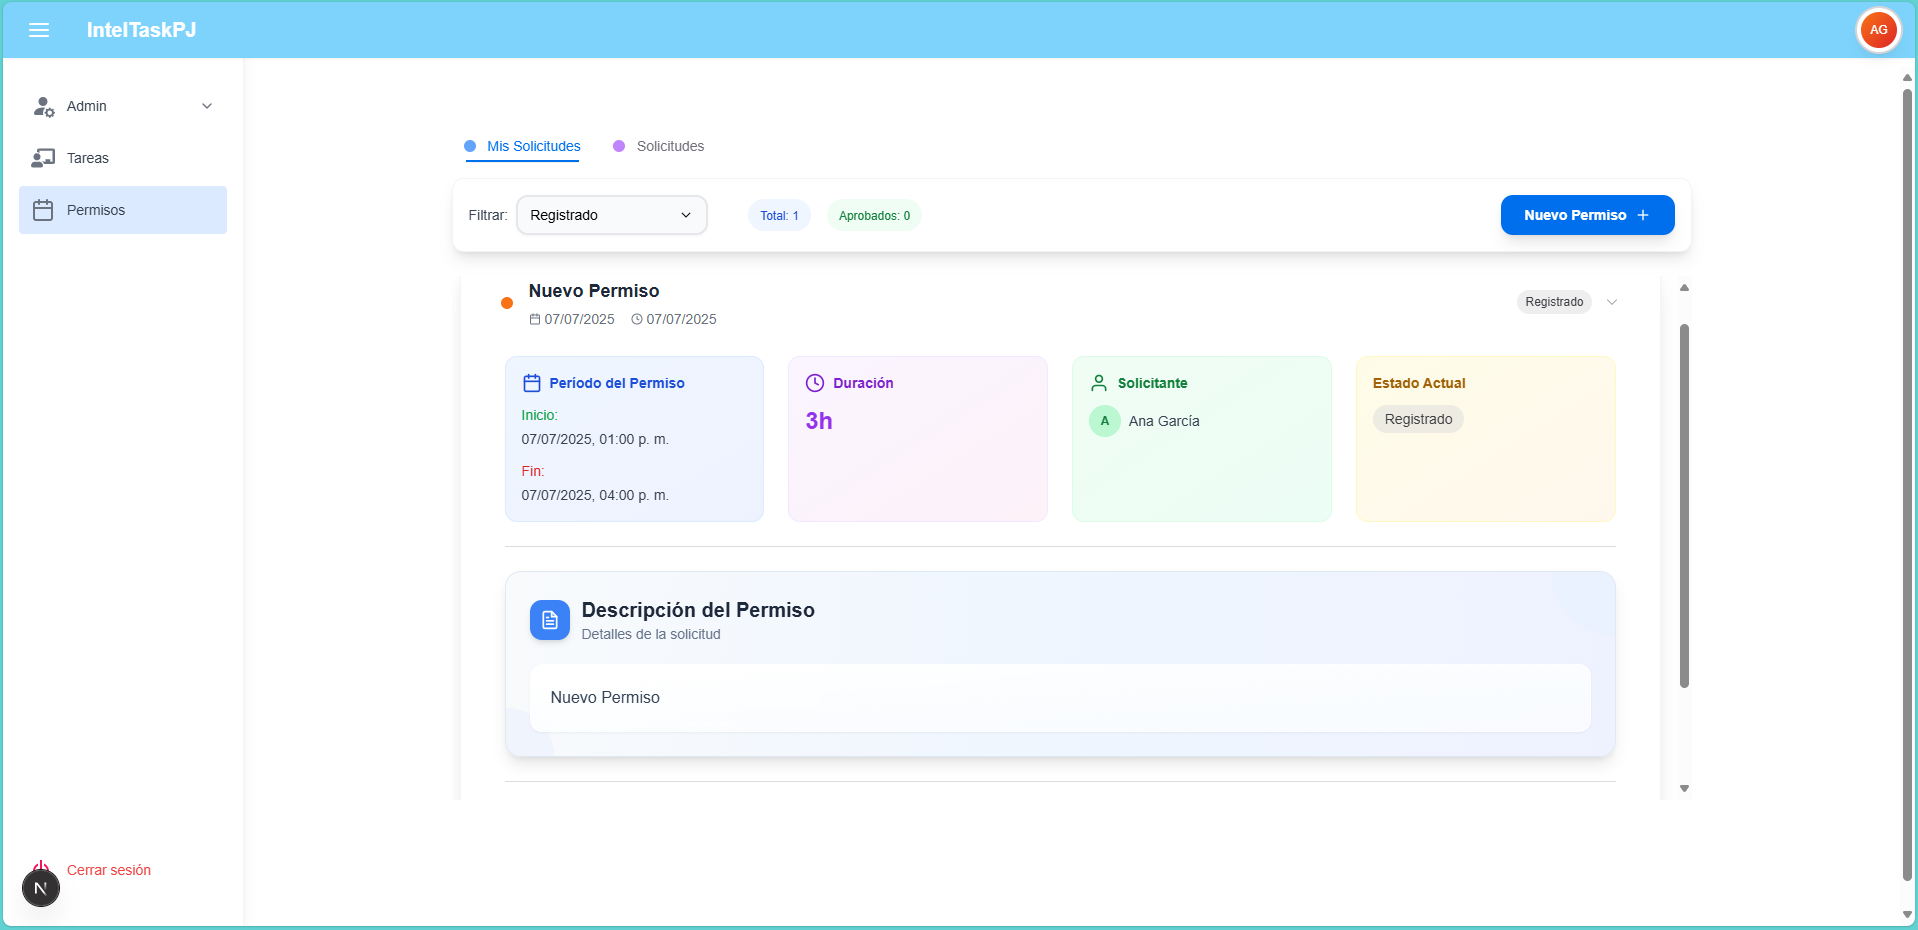 IntelTaskPJ
AG
Admin
Tareas
Permisos
Cerrar sesión
N
Mis Solicitudes
Solicitudes
Filtrar:
Registrado
Total: 1
Aprobados: 0
Nuevo Permiso +
Nuevo Permiso
07/07/2025
07/07/2025
Registrado
Período del Permiso
Inicio:
07/07/2025, 01:00 p. m.
Fin:
07/07/2025, 04:00 p. m.
Duración
3h
Solicitante
A
Ana García
Estado Actual
Registrado
Descripción del Permiso
Detalles de la solicitud
Nuevo Permiso